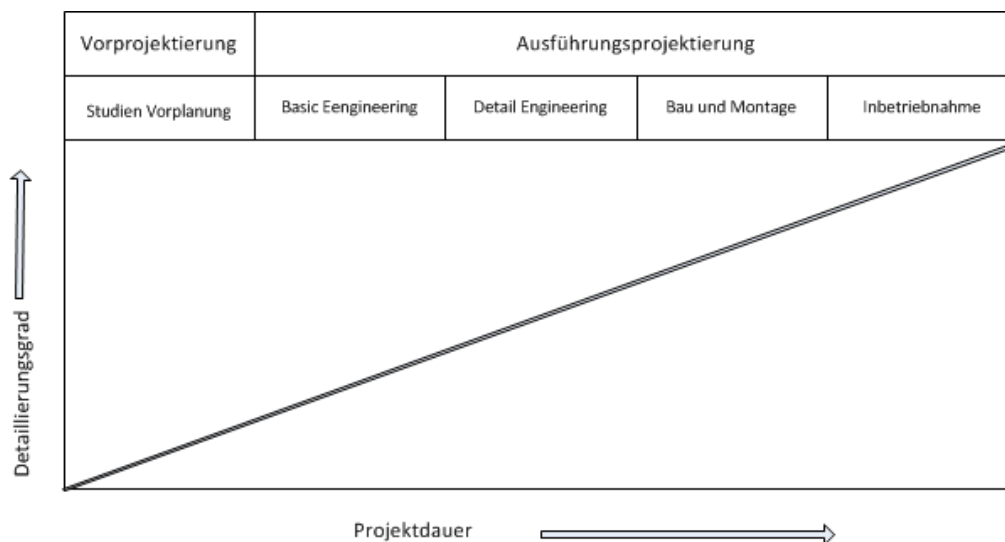 Vorprojektierung
Ausführungsprojektierung
Studien Vorplanung
Basic Eengineering
Detail Engineering
Bau und Montage
Inbetriebnahme
Detaillierungsgrad
Projektdauer